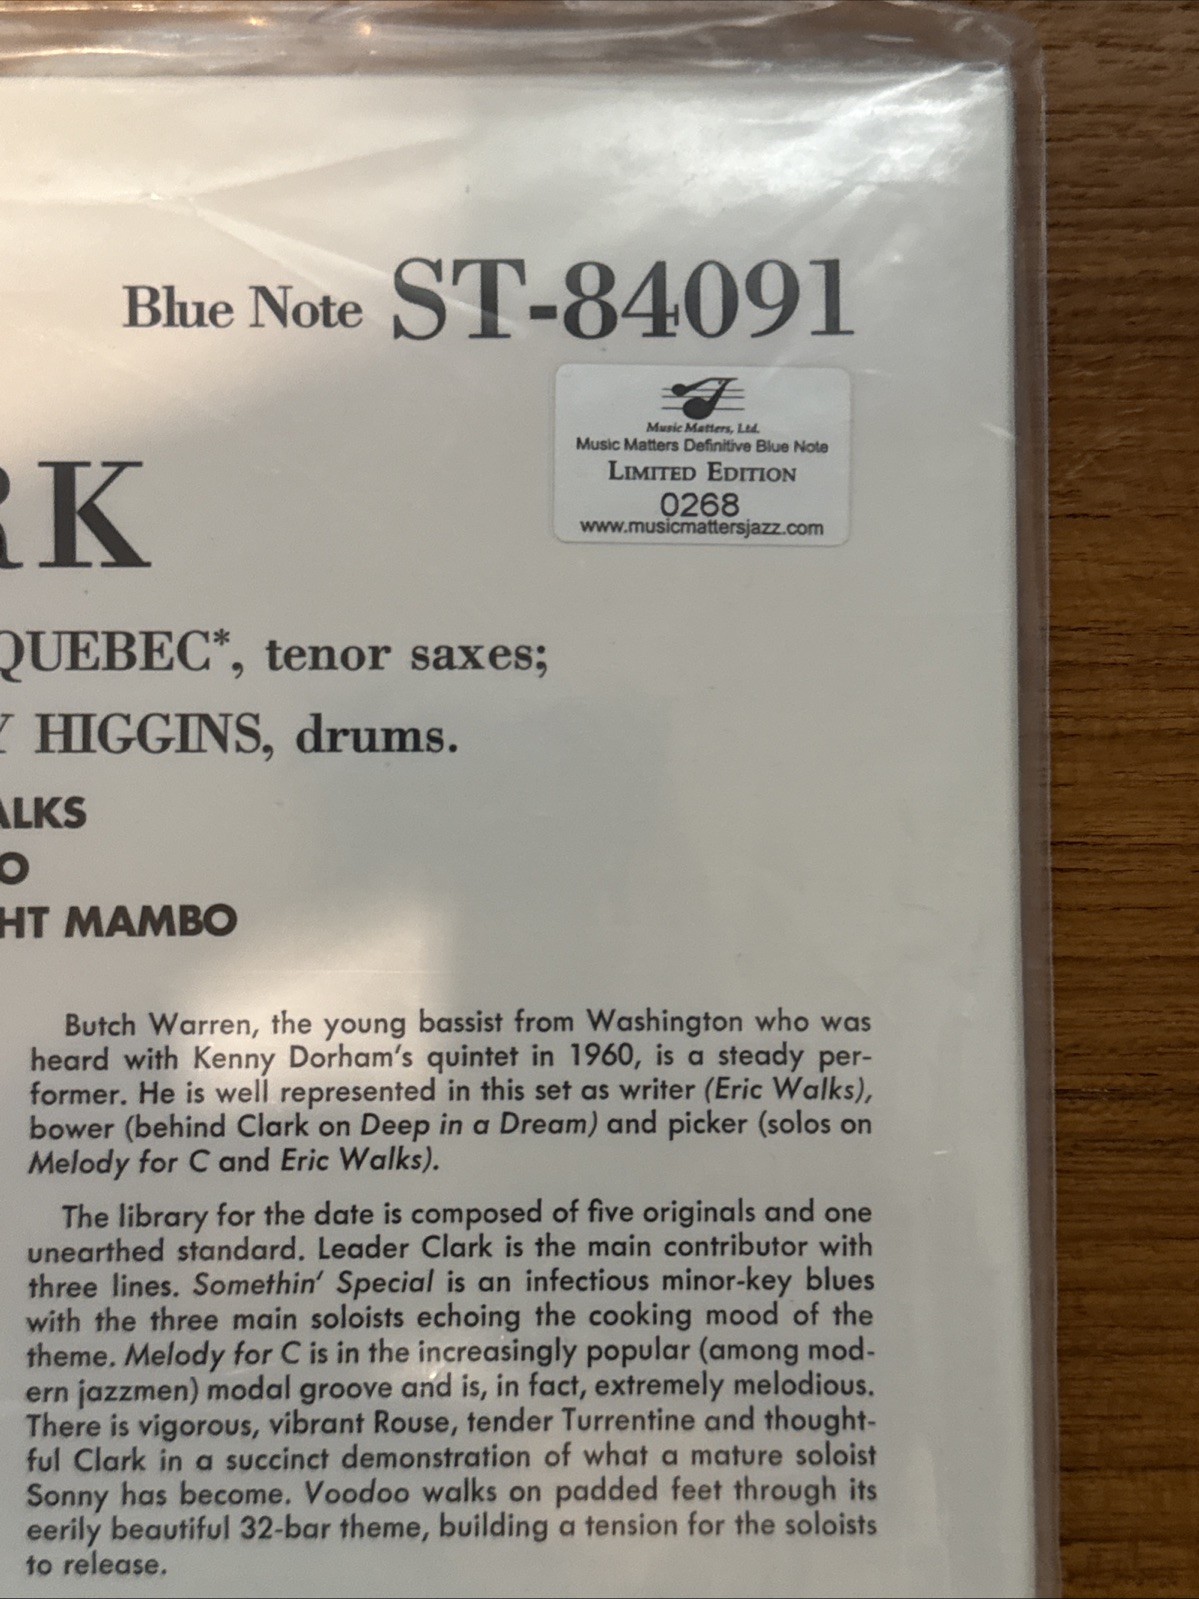 Blue Note ST-84091
Music Matters, Ltd.
Music Matters Definitive Blue Note
LIMITED EDITION
0268
www.musicmattersjazz.com
RK
QUEBEC*, tenor saxes;
Y HIGGINS, drums.
ALKS
O
HT MAMBO
Butch Warren, the young bassist from Washington who was
heard with Kenny Dorham's quintet in 1960, is a steady per-
former. He is well represented in this set as writer (Eric Walks),
bower (behind Clark on Deep in a Dream) and picker (solos on
Melody for C and Eric Walks).
The library for the date is composed of five originals and one
unearthed standard. Leader Clark is the main contributor with
three lines. Somethin' Special is an infectious minor-key blues
with the three main soloists echoing the cooking mood of the
theme. Melody for C is in the increasingly popular (among mod-
ern jazzmen) modal groove and is, in fact, extremely melodious.
There is vigorous, vibrant Rouse, tender Turrentine and thought-
ful Clark in a succinct demonstration of what a mature soloist
Sonny has become. Voodoo walks on padded feet through its
eerily beautiful 32-bar theme, building a tension for the soloists
to release.